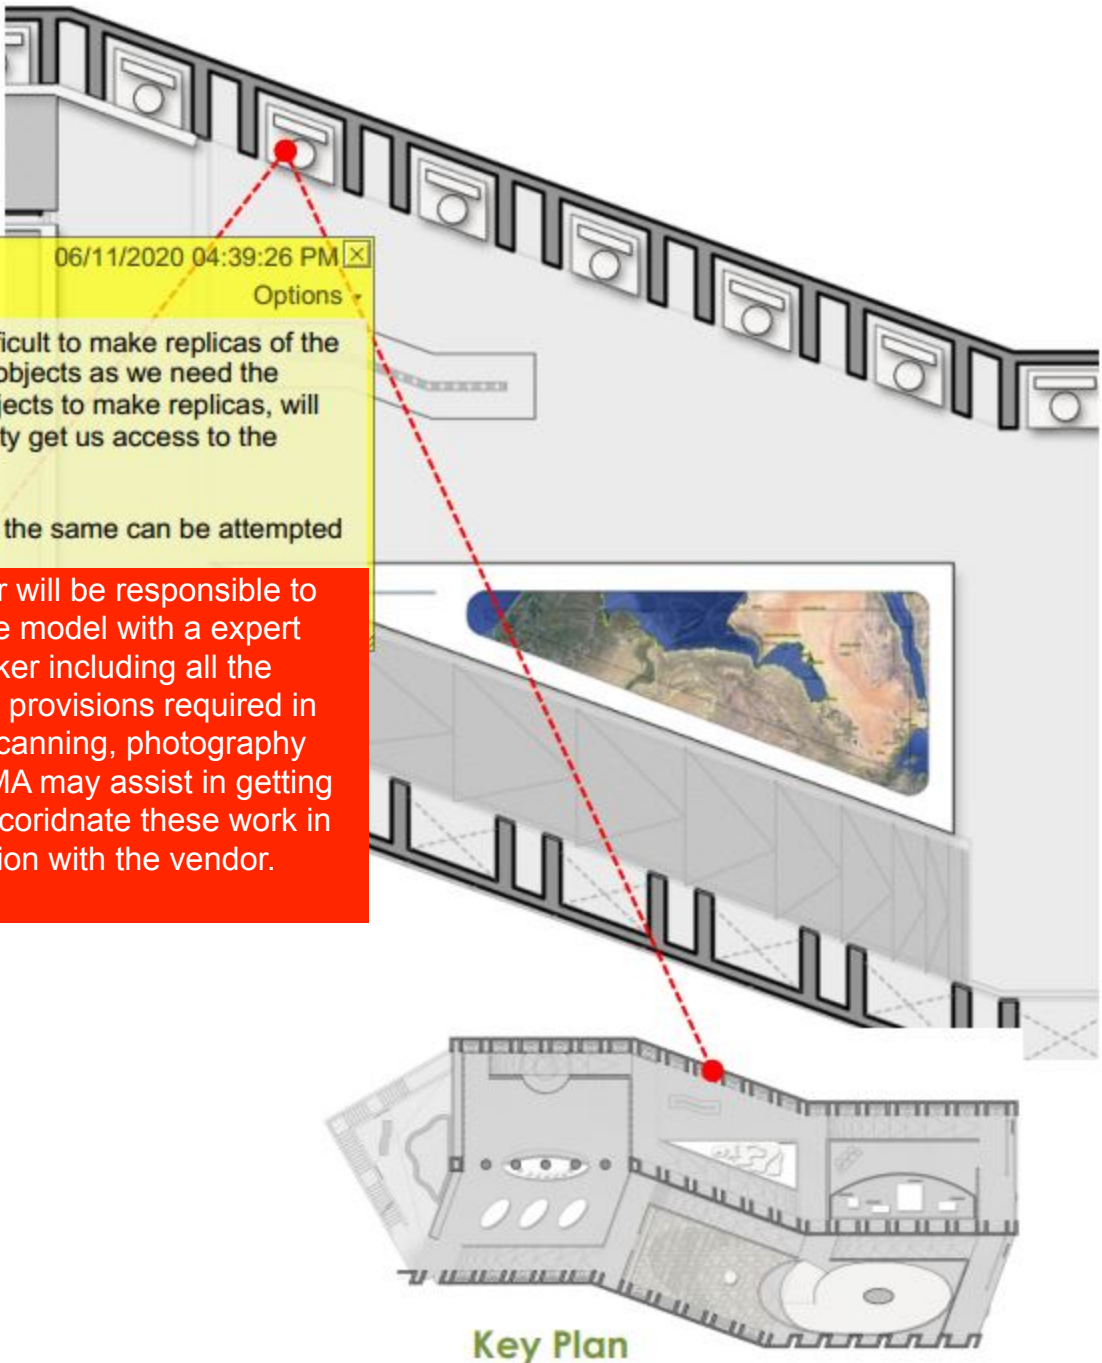 06/11/2020 04:39:26 PM
Options
ficult to make replicas of the
objects as we need the
jects to make replicas, will
ty get us access to the
the same can be attempted
r will be responsible to
e model with a expert
ker including all the
provisions required in
canning, photography
MA may assist in getting
coridnate these work in
ion with the vendor.
Key Plan